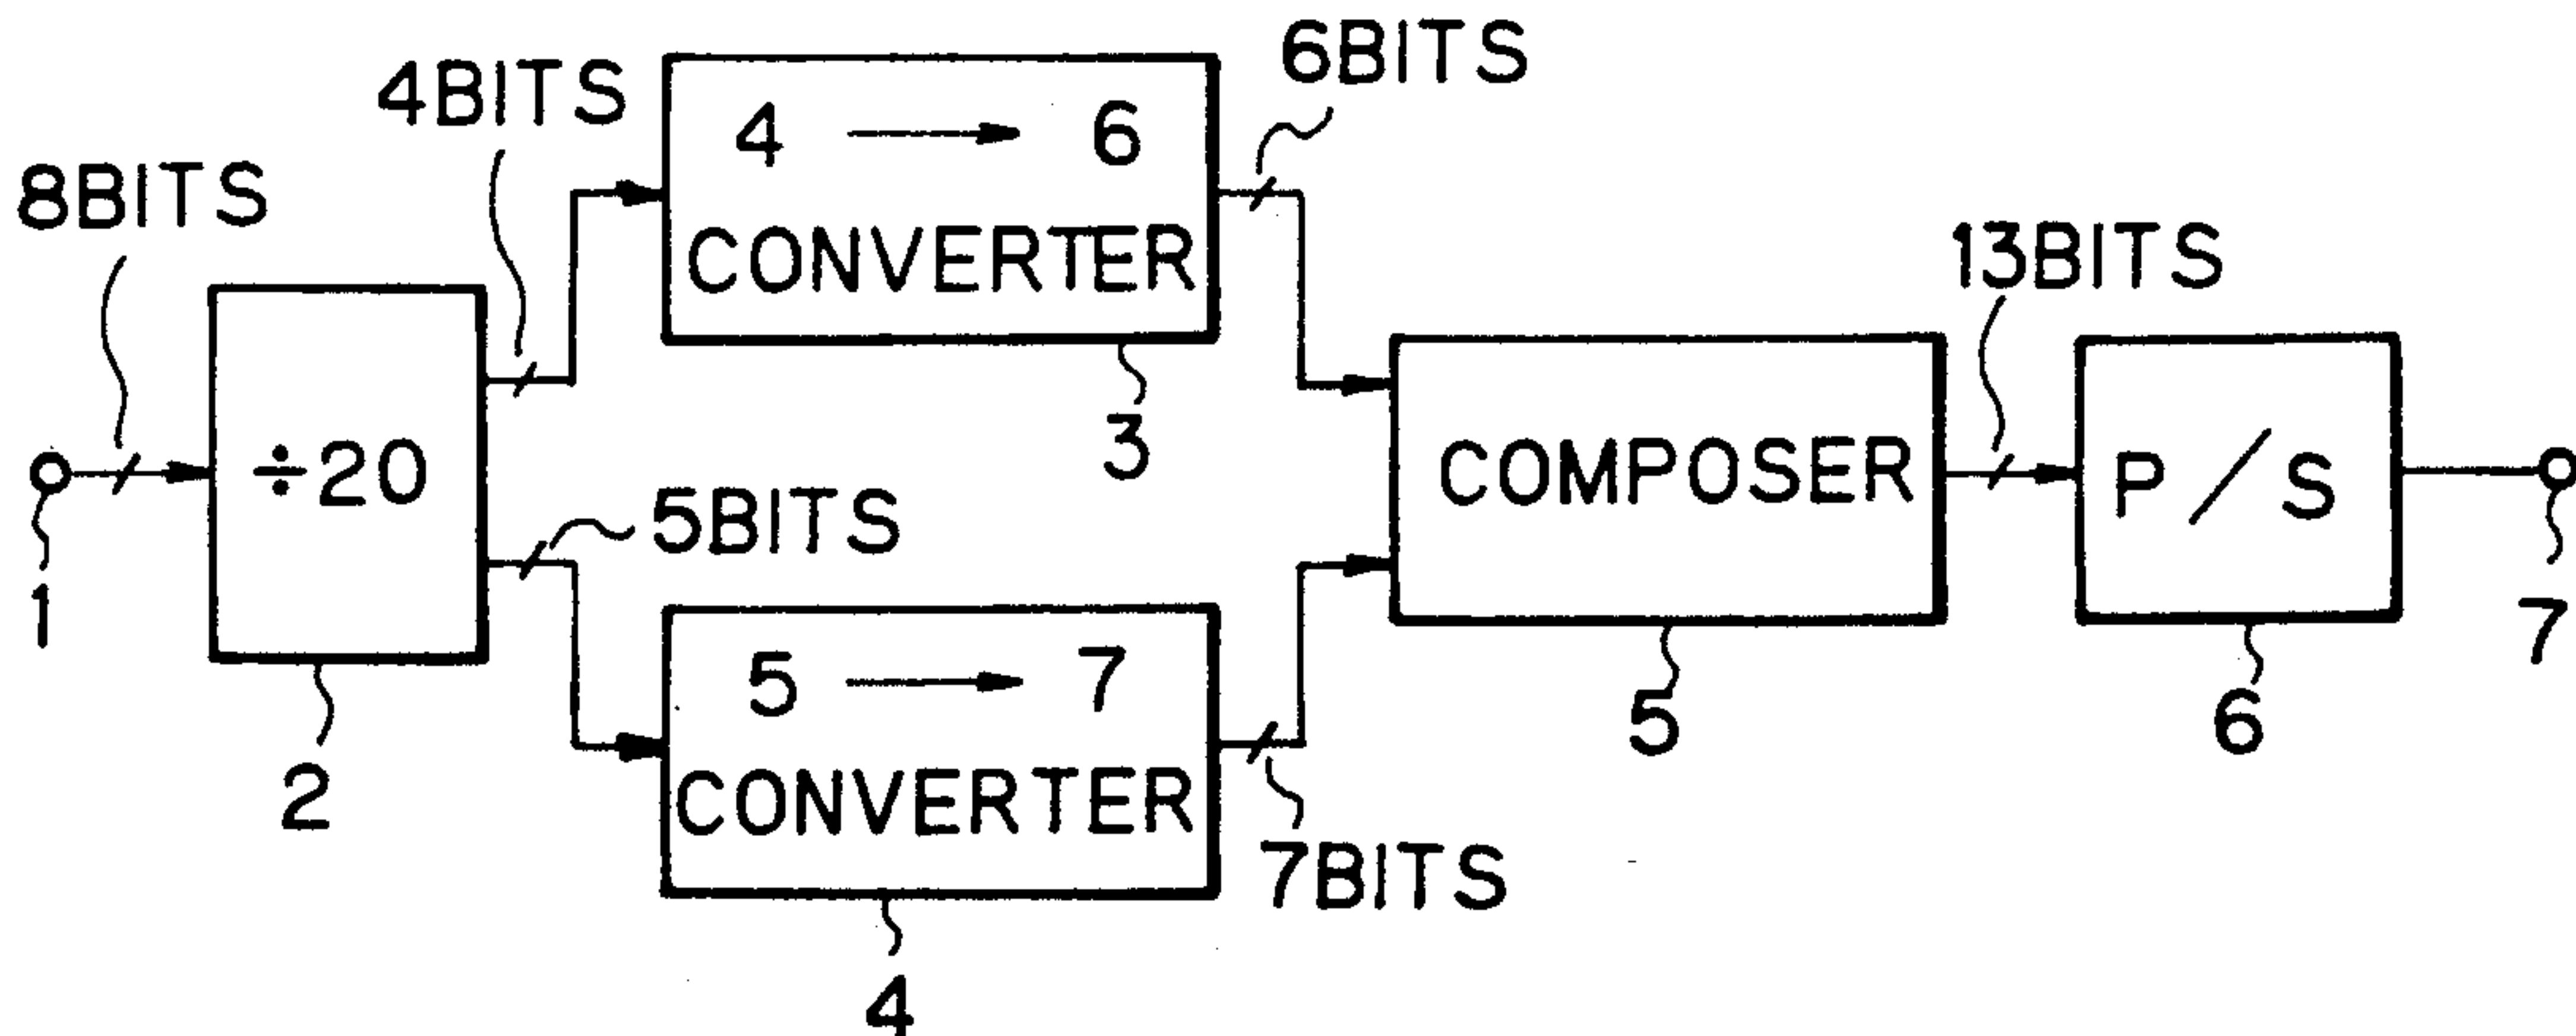 8BITS
1
÷20
2
4BITS
4 → 6
CONVERTER
3
6BITS
5BITS
5 → 7
CONVERTER
4
7BITS
COMPOSER
5
13BITS
P/S
6
7